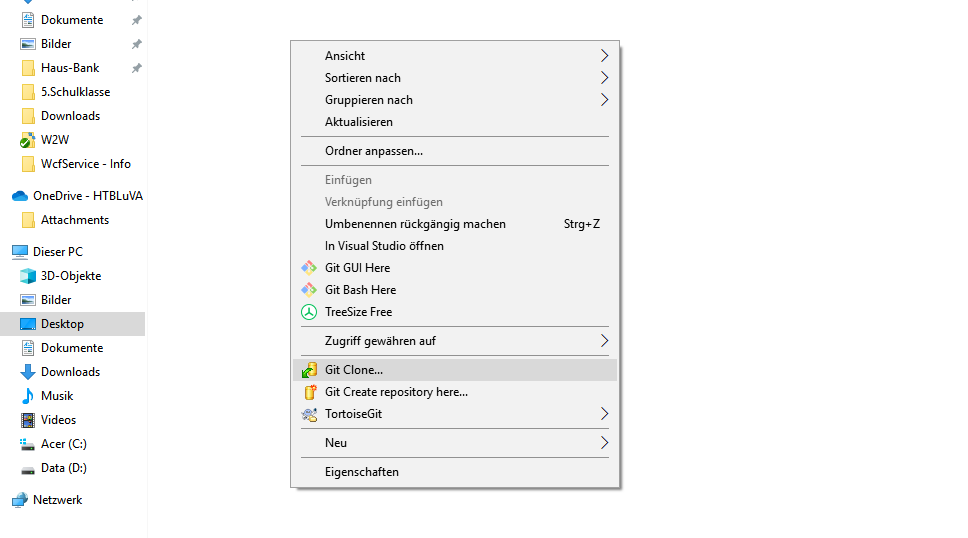 Dokumente
Bilder
Haus-Bank
5.Schulklasse
Downloads
W2W
WcfService - Info
OneDrive - HTBLuVA
Attachments
Dieser PC
3D-Objekte
Bilder
Desktop
Dokumente
Downloads
Musik
Videos
Acer (C:)
Data (D:)
Netzwerk
Ansicht
Sortieren nach
Gruppieren nach
Aktualisieren
Ordner anpassen...
Einfügen
Verknüpfung einfügen
Umbenennen rückgängig machen Strg+Z
In Visual Studio öffnen
Git GUI Here
Git Bash Here
TreeSize Free
Zugriff gewähren auf
Git Clone...
Git Create repository here...
TortoiseGit
Neu
Eigenschaften